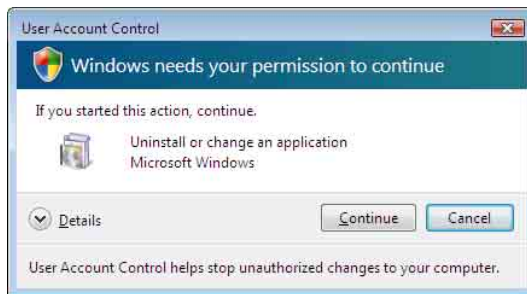 User Account Control
Windows needs your permission to continue
If you started this action, continue.
Uninstall or change an application
Microsoft Windows
Details
Continue
Cancel
User Account Control helps stop unauthorized changes to your computer.